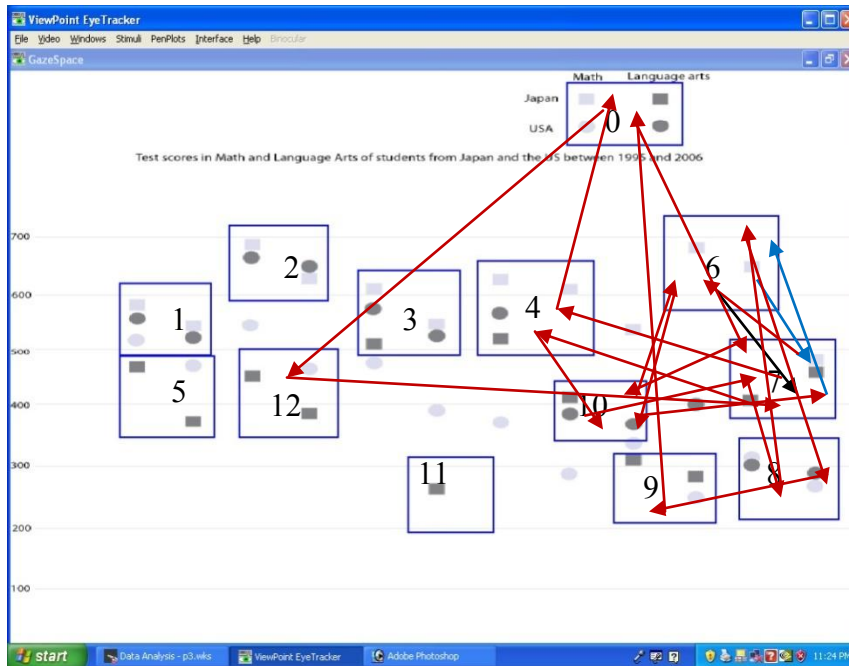 ViewPoint EyeTracker
File Video Windows Stimuli PenPlots Interface Help Binocular
GazeSpace
Math Language arts
Japan
USA
0
Test scores in Math and Language Arts of students from Japan and the US between 1995 and 2006
700
2
6
600
1
3
4
500
5
12
7
400
10
300
11
9
8
200
100
start Data Analysis - p3.wks ViewPoint EyeTracker Adobe Photoshop 11:24 PM